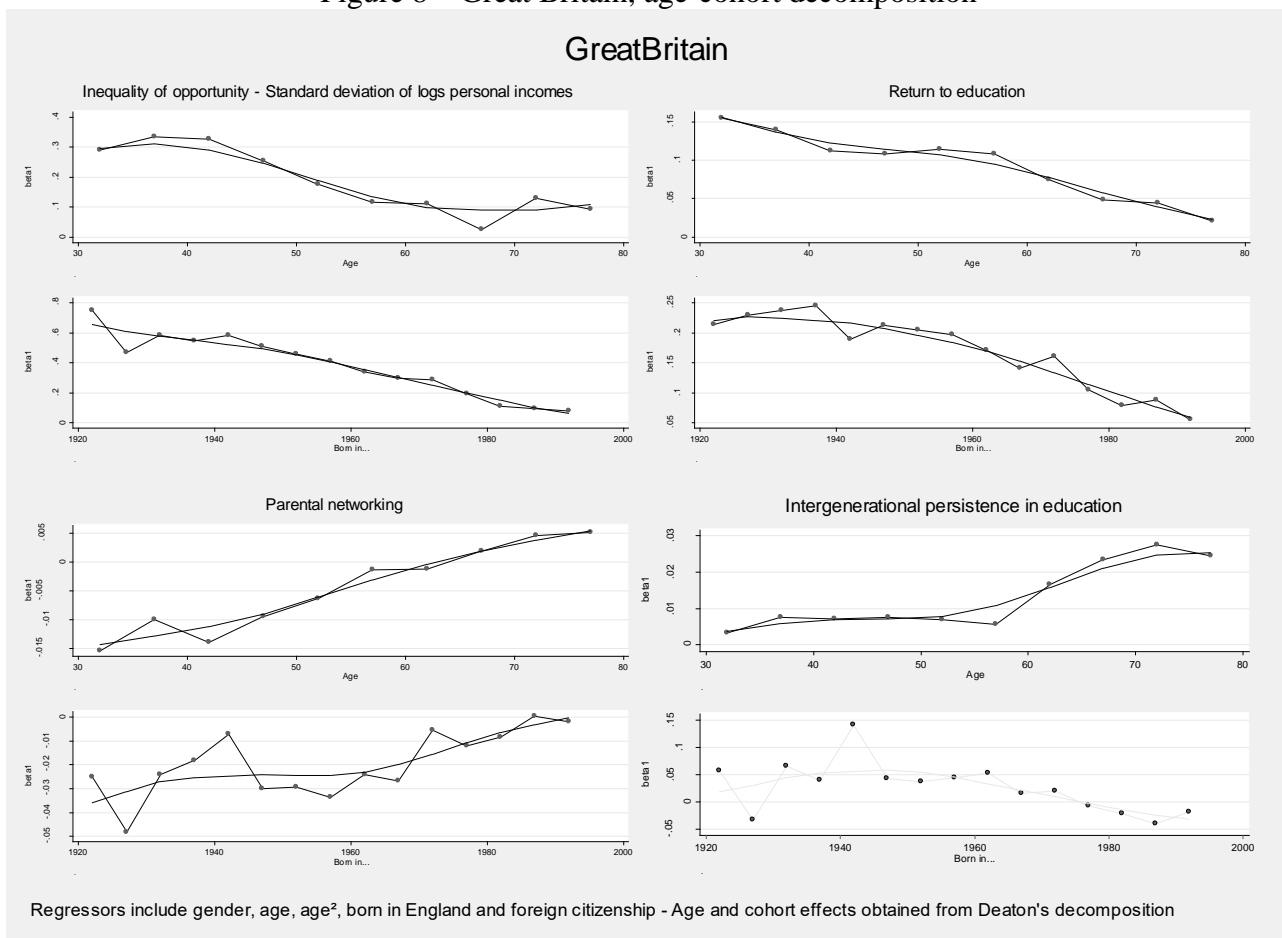 Figure 8 – Great Britain, age-cohort decomposition
GreatBritain
Inequality of opportunity - Standard deviation of logs personal incomes
beta1
0 .1 .2 .3 .4
30 40 50 60 70 80
Age
beta1
0 .2 .4 .6 .8
1920 1940 1960 1980 2000
Born in...
Return to education
beta1
0 .05 .1 .15
30 40 50 60 70 80
Age
beta1
.05 .1 .15 .2 .25
1920 1940 1960 1980 2000
Born in...
Parental networking
beta1
-.015 -.01 -.005 0 .005
30 40 50 60 70 80
Age
beta1
-.05 -.04 -.03 -.02 -.01 0
1920 1940 1960 1980 2000
Born in...
Intergenerational persistence in education
beta1
0 .01 .02 .03
30 40 50 60 70 80
Age
beta1
-.05 0 .05 .1 .15
1920 1940 1960 1980 2000
Born in...
Regressors include gender, age, age², born in England and foreign citizenship - Age and cohort effects obtained from Deaton's decomposition